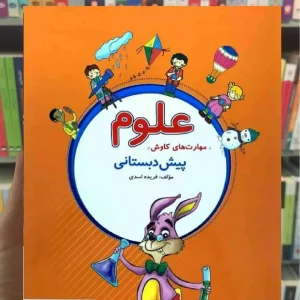 علوم
، مهارت‌های کاوش ،
پیش دبستانی
مؤلف: فریده اسدی